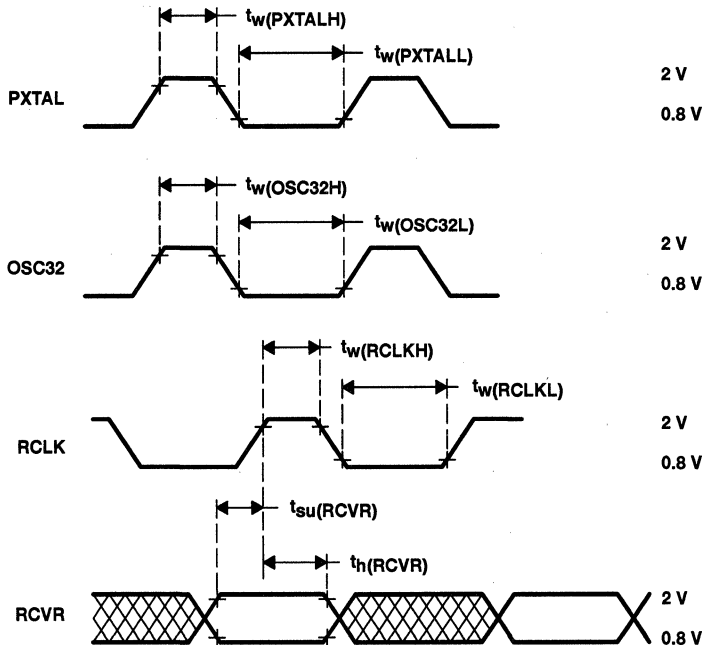 tw(PXTALH)
tw(PXTALL)
PXTAL
2 V
0.8 V
tw(OSC32H)
tw(OSC32L)
OSC32
2 V
0.8 V
tw(RCLKH)
tw(RCLKL)
RCLK
2 V
0.8 V
tsu(RCVR)
th(RCVR)
RCVR
2 V
0.8 V